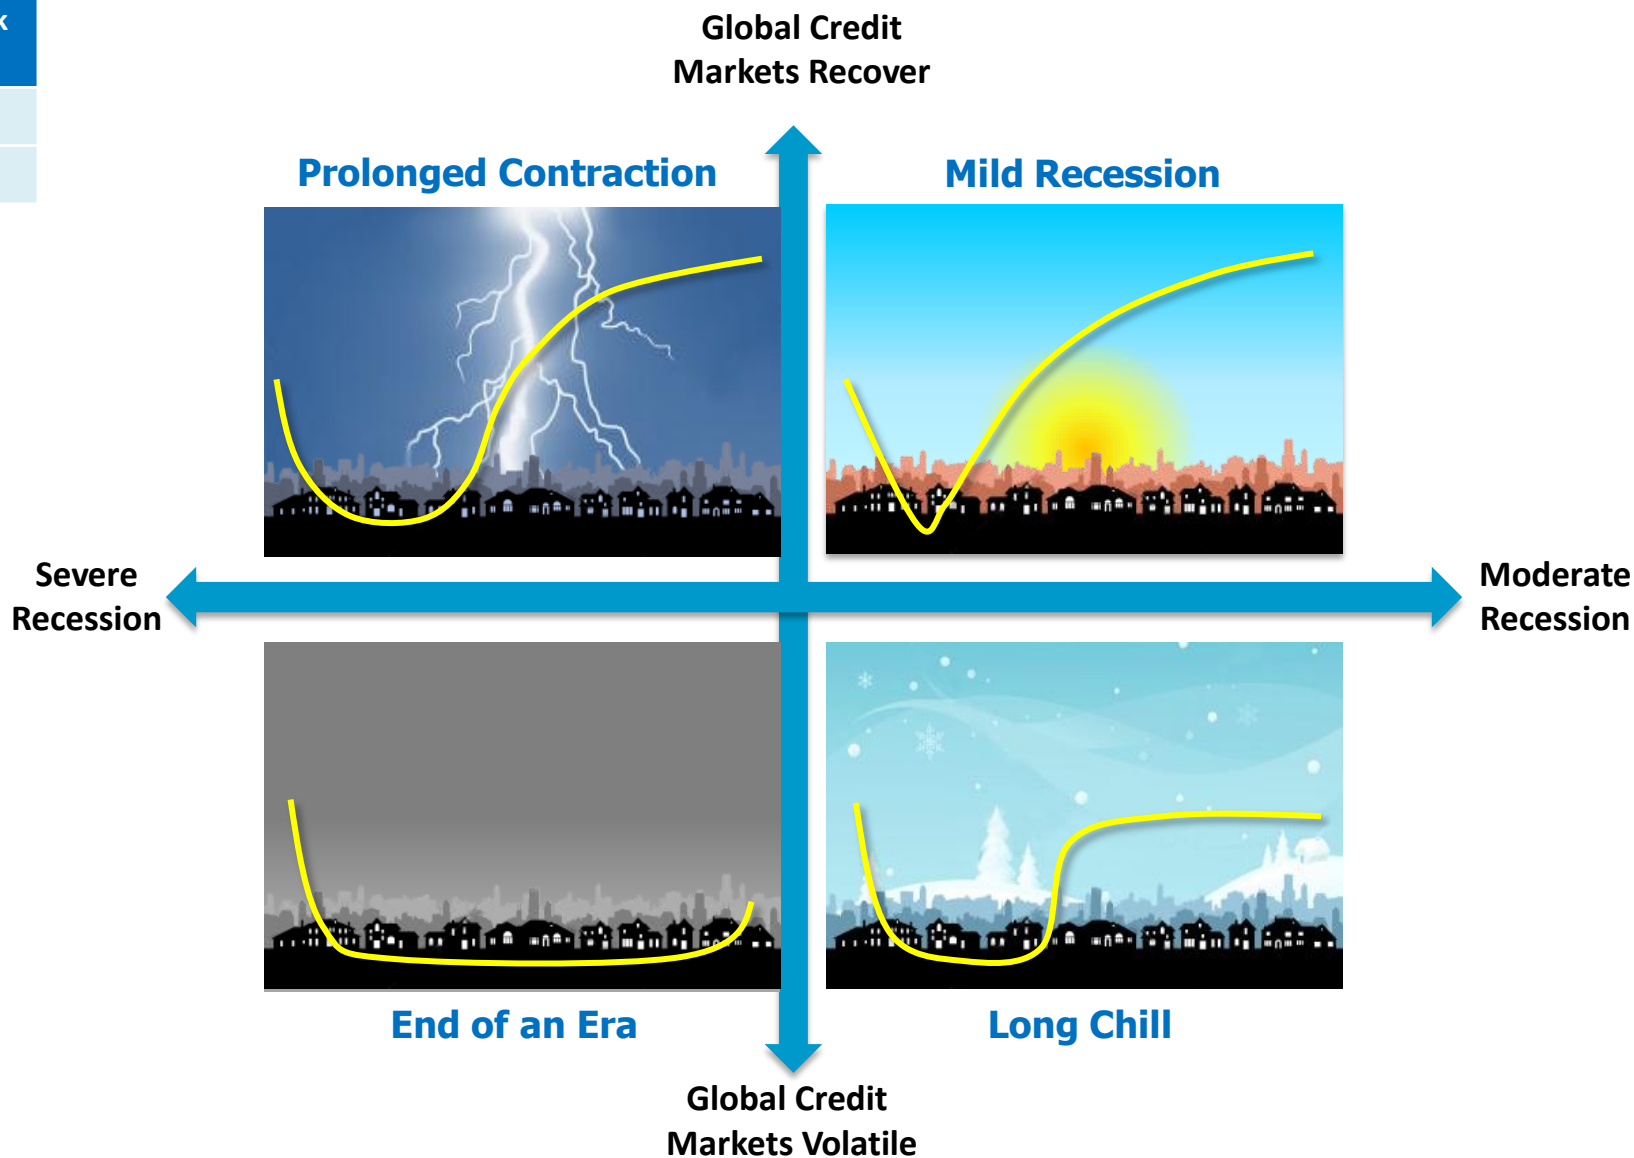 k
Global Credit
Markets Recover
Prolonged Contraction
Mild Recession
Severe
Recession
Moderate
Recession
End of an Era
Long Chill
Global Credit
Markets Volatile